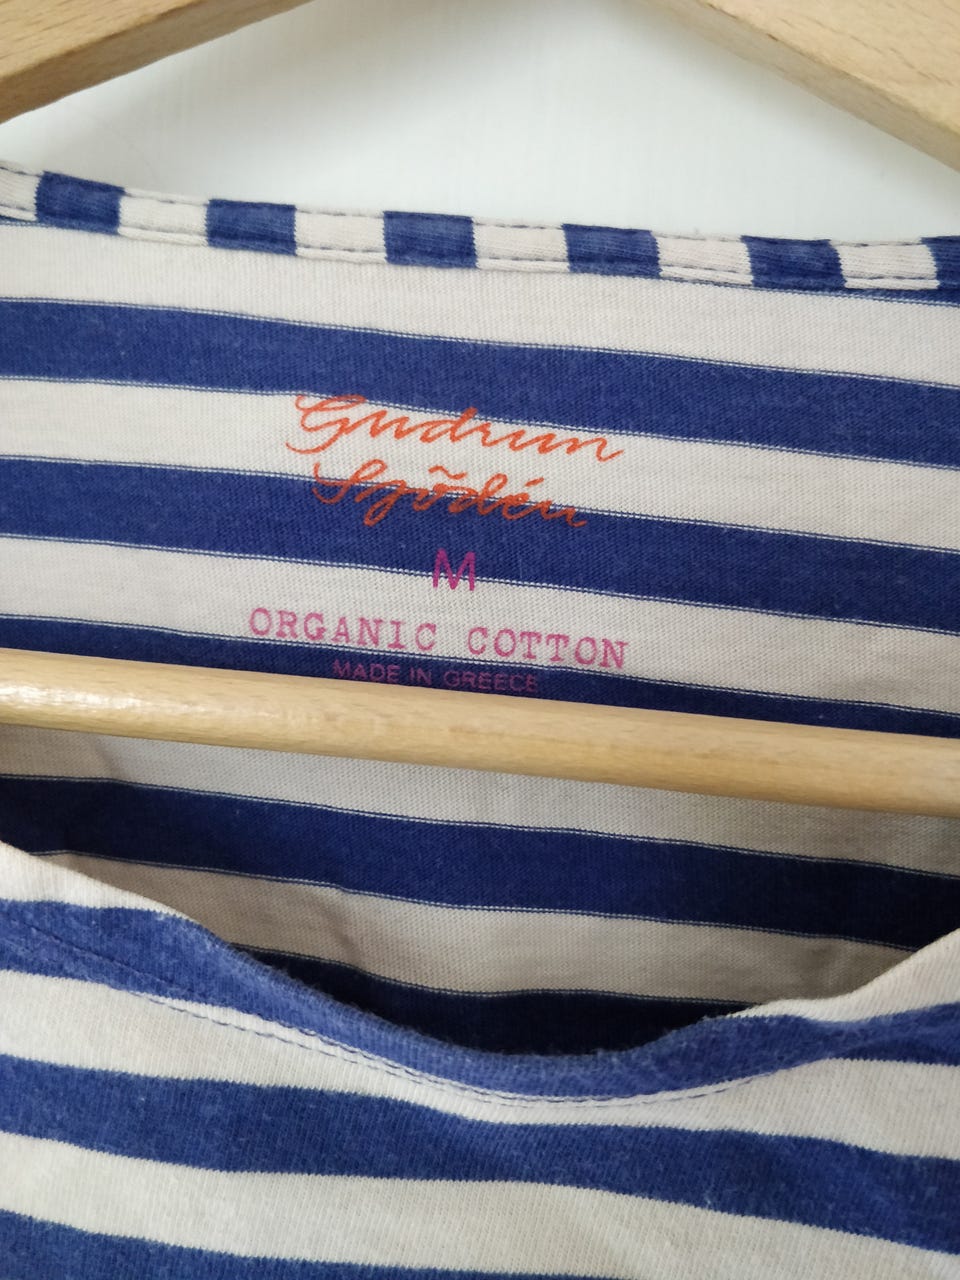 Gudrun
Sjödén
M
ORGANIC COTTON
MADE IN GREECE